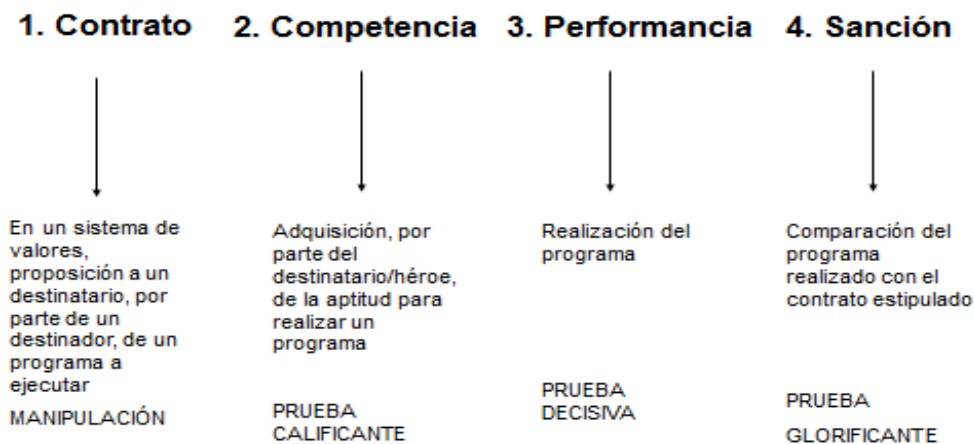 1. Contrato
En un sistema de
valores,
proposición a un
destinatario, por
parte de un
destinador, de un
programa a
ejecutar
MANIPULACIÓN
2. Competencia
Adquisición, por
parte del
destinatario/héroe,
de la aptitud para
realizar un
programa
PRUEBA
CALIFICANTE
3. Performancia
Realización del
programa
PRUEBA
DECISIVA
4. Sanción
Comparación del
programa
realizado con el
contrato estipulado
PRUEBA
GLORIFICANTE